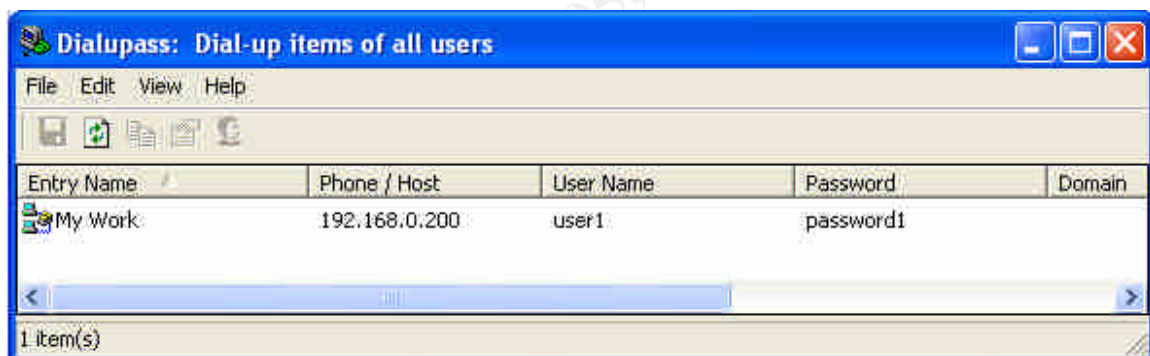 Dialupass: Dial-up items of all users
File Edit View Help
Entry Name Phone / Host User Name Password Domain
My Work 192.168.0.200 user1 password1
1 item(s)